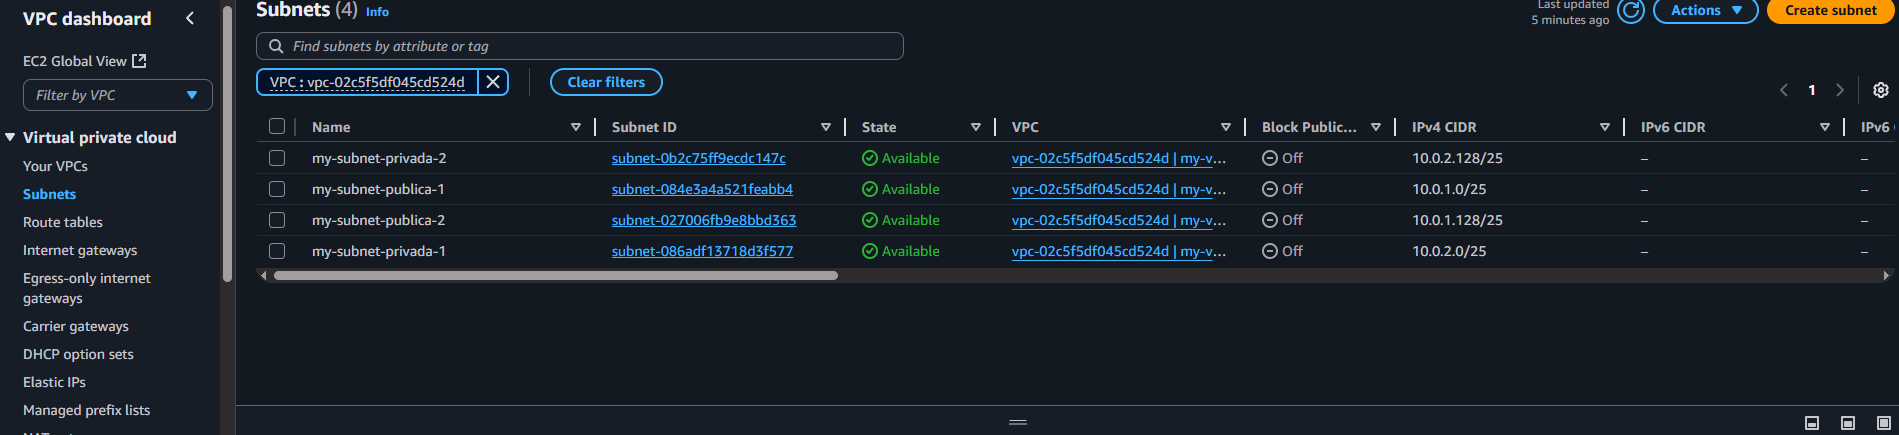 VPC dashboard
EC2 Global View
Filter by VPC
Virtual private cloud
Your VPCs
Subnets
Route tables
Internet gateways
Egress-only internet
gateways
Carrier gateways
DHCP option sets
Elastic IPs
Managed prefix lists
Subnets (4) Info
Last updated
5 minutes ago
Actions
Create subnet
Find subnets by attribute or tag
VPC : vpc-02c5f5df045cd524d
Clear filters
1
Name Subnet ID State VPC Block Public... IPv4 CIDR IPv6 CIDR IPv6
my-subnet-privada-2 subnet-0b2c75ff9ecdc147c Available vpc-02c5f5df045cd524d | my-v... Off 10.0.2.128/25 – –
my-subnet-publica-1 subnet-084e3a4a521feabb4 Available vpc-02c5f5df045cd524d | my-v... Off 10.0.1.0/25 – –
my-subnet-publica-2 subnet-027006fb9e8bbd363 Available vpc-02c5f5df045cd524d | my-v... Off 10.0.1.128/25 – –
my-subnet-privada-1 subnet-086adf13718d3f577 Available vpc-02c5f5df045cd524d | my-v... Off 10.0.2.0/25 – –